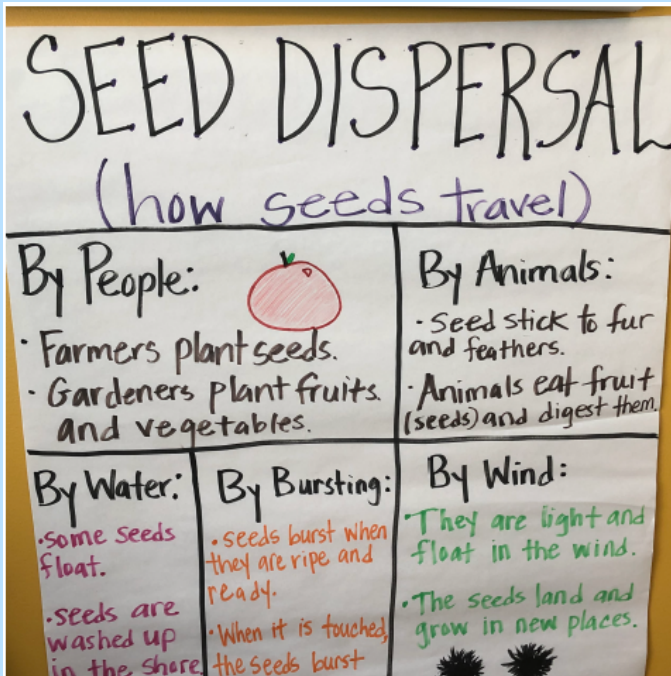 SEED DISPERSAL
(how seeds travel)
By People:
· Farmers plant seeds.
· Gardeners plant fruits
and vegetables.
By Animals:
· Seed stick to fur
and feathers.
· Animals eat fruit
(seeds) and digest them.
By Water:
· some seeds
float.
· seeds are
washed up
in the shore
By Bursting:
· seeds burst when
they are ripe and
ready.
· When it is touched,
the seeds burst
By Wind:
· They are light and
float in the wind.
· The seeds land and
grow in new places.